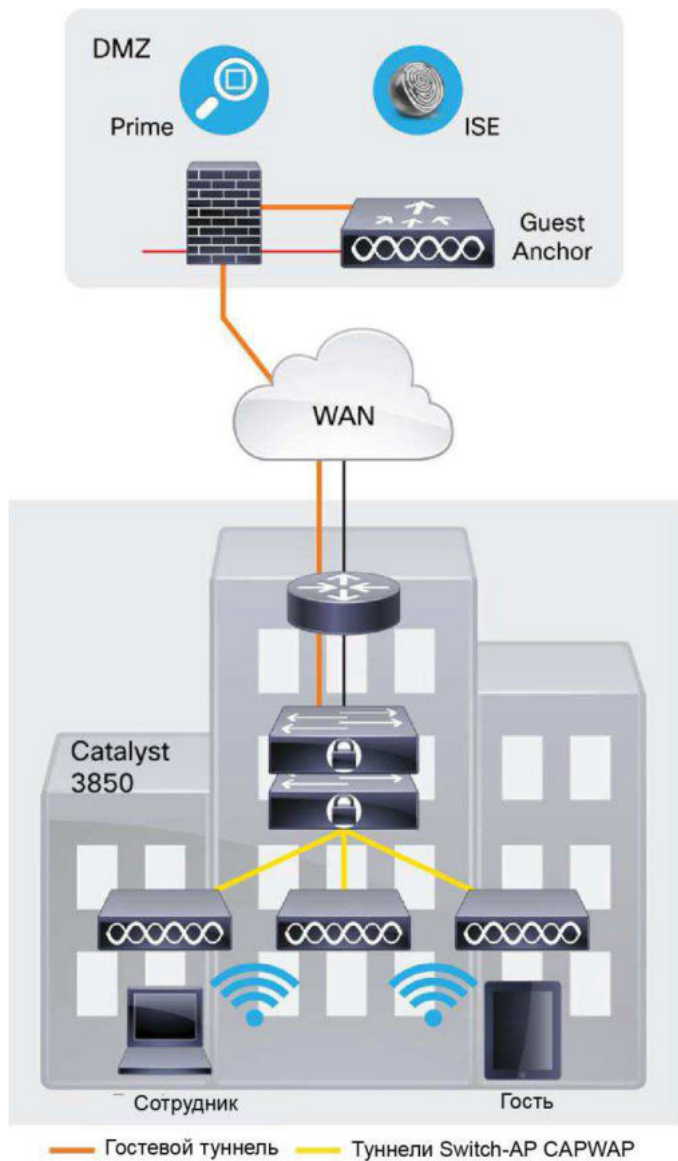 DMZ
Prime
ISE
Guest
Anchor
WAN
Catalyst
3850
Сотрудник
Гость
Гостевой туннель
Туннели Switch-AP CAPWAP